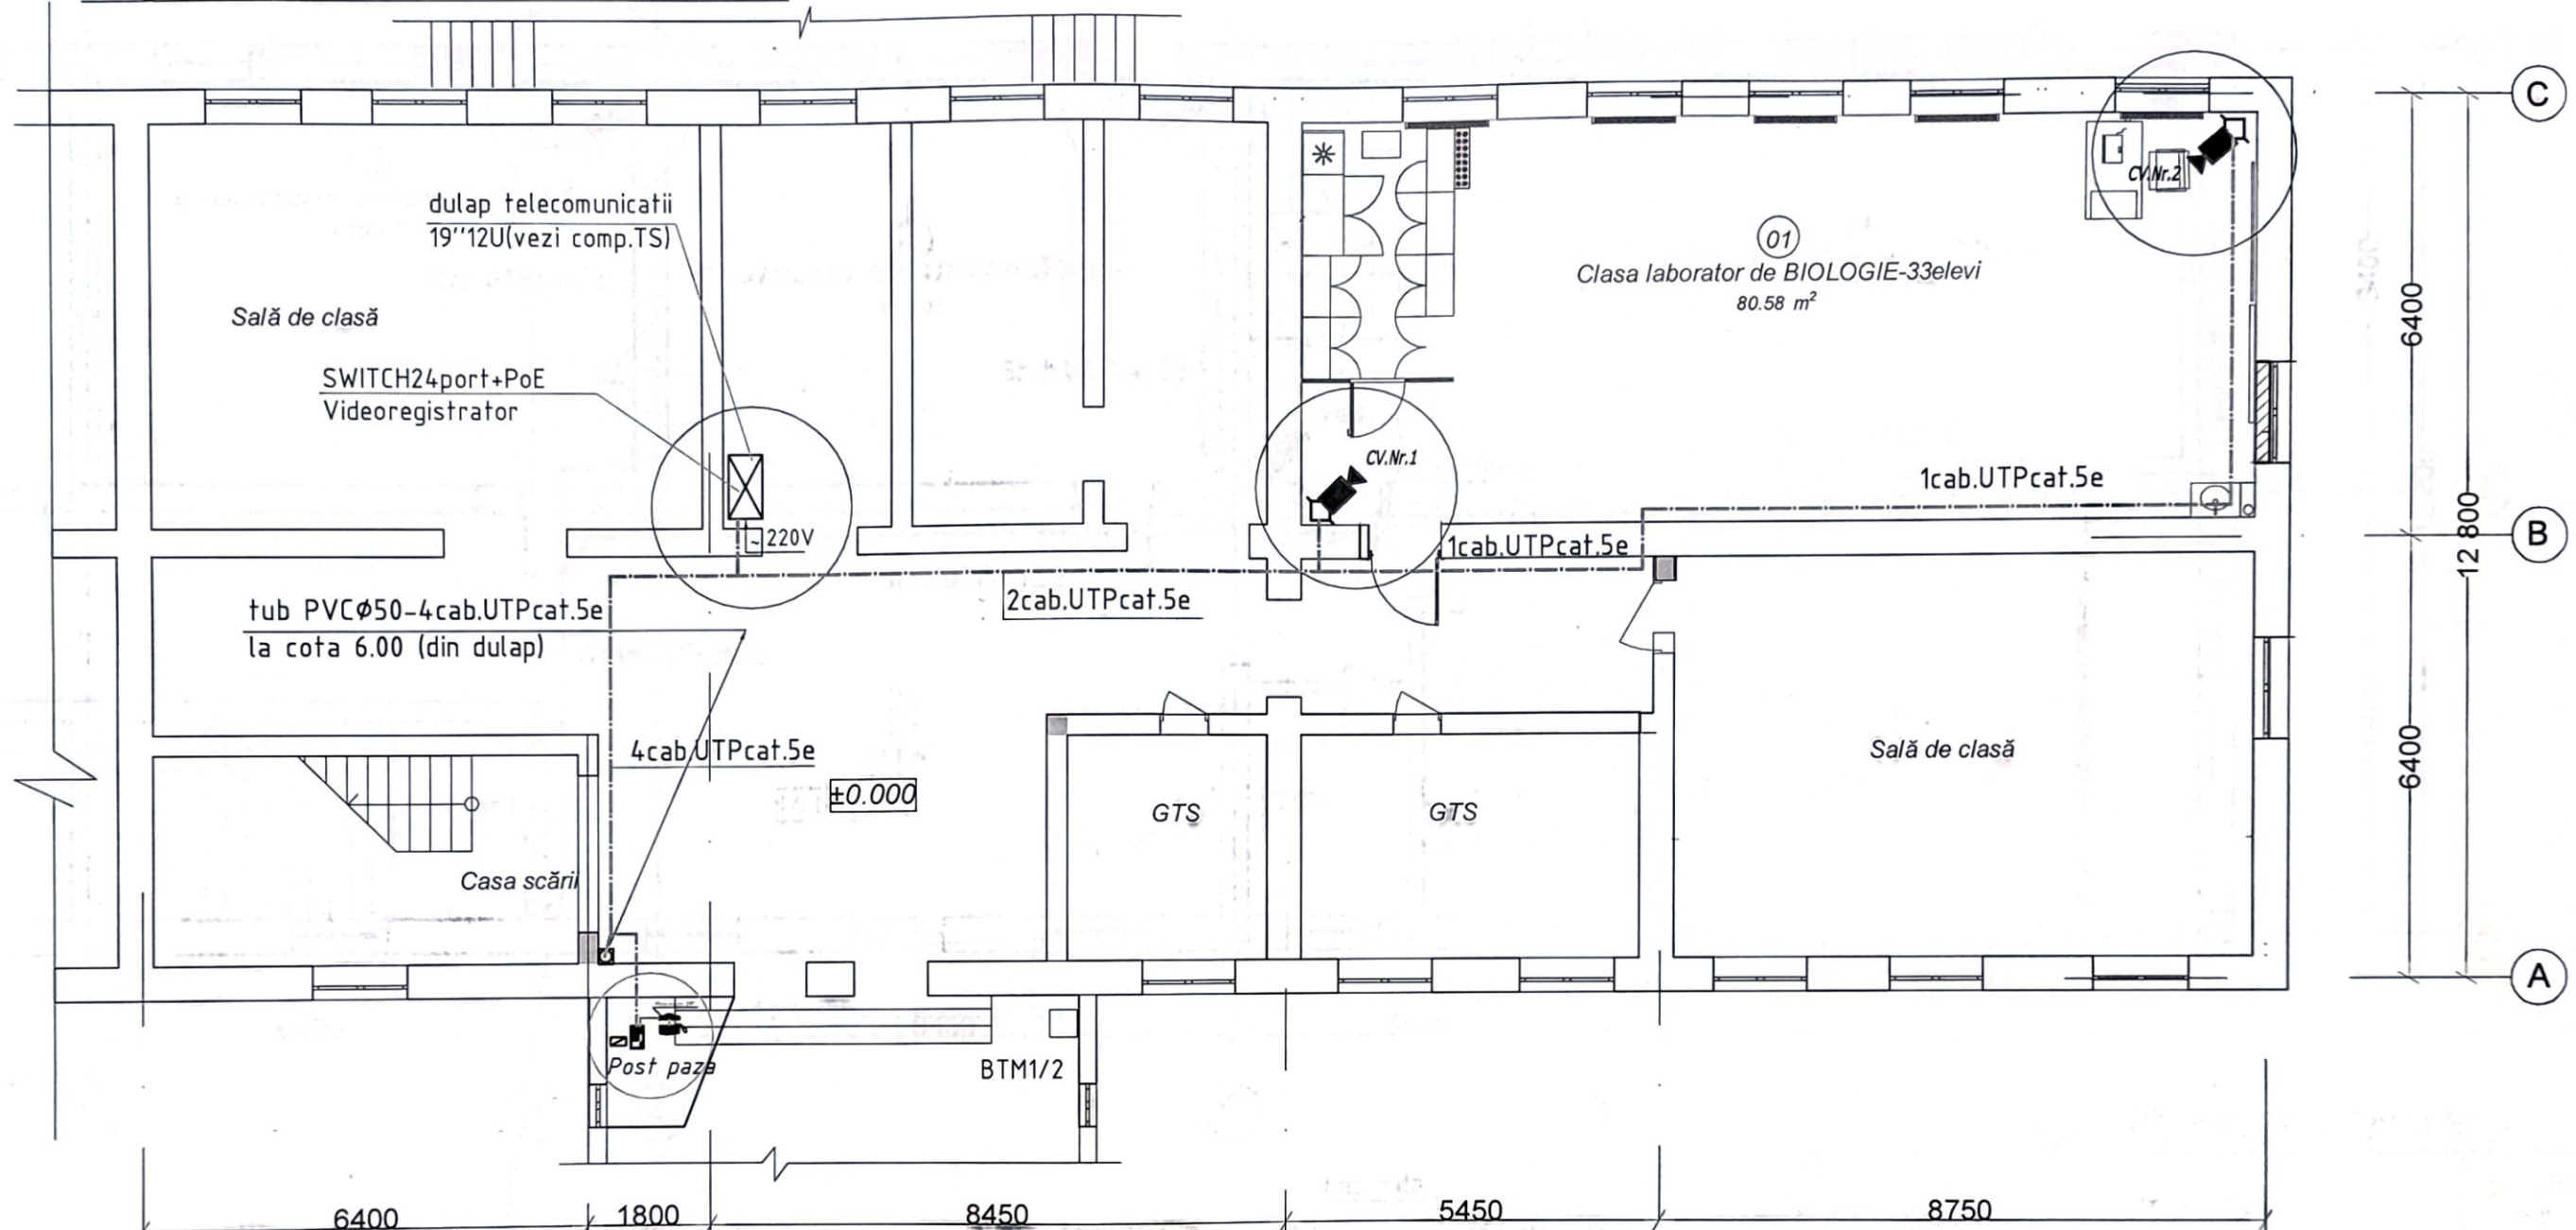 C
dulap telecomunicatii
19''12U(vezi comp.TS)
CV.Nr.2
01
Clasa laborator de BIOLOGIE-33elevi
80.58 m²
Sală de clasă
6400
SWITCH24port+PoE
Videoregistrator
CV.Nr.1
1cab.UTPcat.5e
~220V
1cab.UTPcat.5e
B
12 800
tub PVCØ50-4cab.UTPcat.5e
la cota 6.00 (din dulap)
2cab.UTPcat.5e
4cab.UTPcat.5e
±0.000
Sală de clasă
6400
GTS
GTS
Casa scării
A
Post paza
BTM1/2
6400
1800
8450
5450
8750